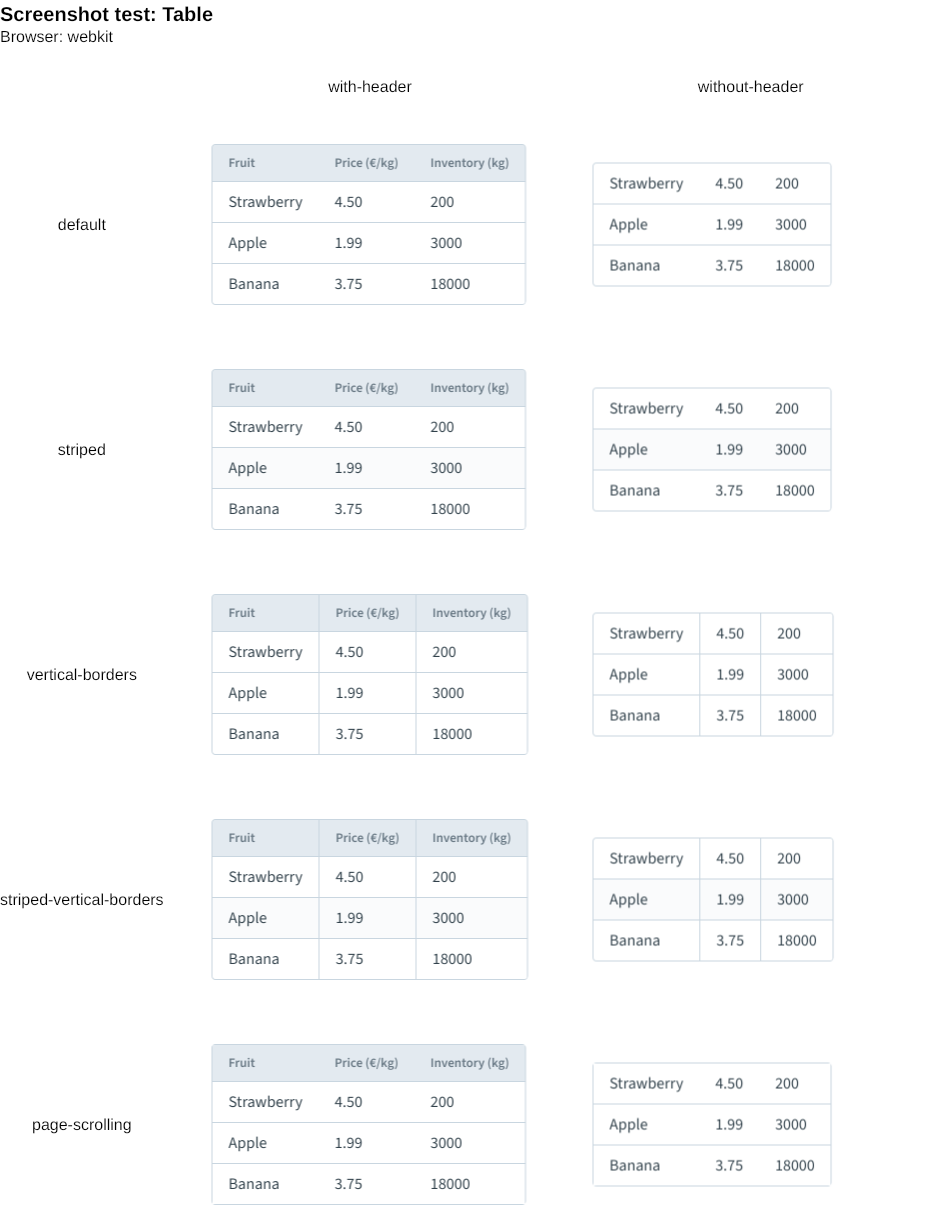 Screenshot test: Table
Browser: webkit
with-header without-header
default
Fruit Price (€/kg) Inventory (kg)
Strawberry 4.50 200
Apple 1.99 3000
Banana 3.75 18000
Strawberry 4.50 200
Apple 1.99 3000
Banana 3.75 18000
striped
Fruit Price (€/kg) Inventory (kg)
Strawberry 4.50 200
Apple 1.99 3000
Banana 3.75 18000
Strawberry 4.50 200
Apple 1.99 3000
Banana 3.75 18000
vertical-borders
Fruit Price (€/kg) Inventory (kg)
Strawberry 4.50 200
Apple 1.99 3000
Banana 3.75 18000
Strawberry 4.50 200
Apple 1.99 3000
Banana 3.75 18000
striped-vertical-borders
Fruit Price (€/kg) Inventory (kg)
Strawberry 4.50 200
Apple 1.99 3000
Banana 3.75 18000
Strawberry 4.50 200
Apple 1.99 3000
Banana 3.75 18000
page-scrolling
Fruit Price (€/kg) Inventory (kg)
Strawberry 4.50 200
Apple 1.99 3000
Banana 3.75 18000
Strawberry 4.50 200
Apple 1.99 3000
Banana 3.75 18000